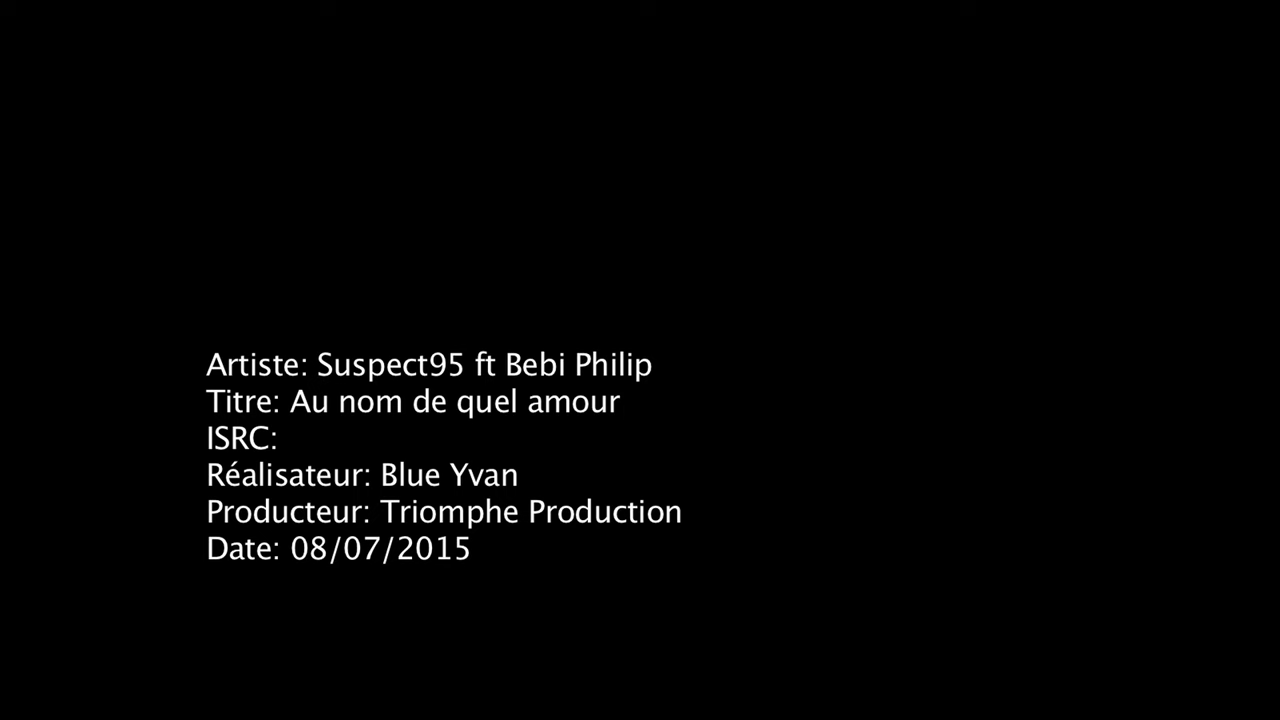 Artiste: Suspect95 ft Bebi Philip
Titre: Au nom de quel amour
ISRC:
Réalisateur: Blue Yvan
Producteur: Triomphe Production
Date: 08/07/2015